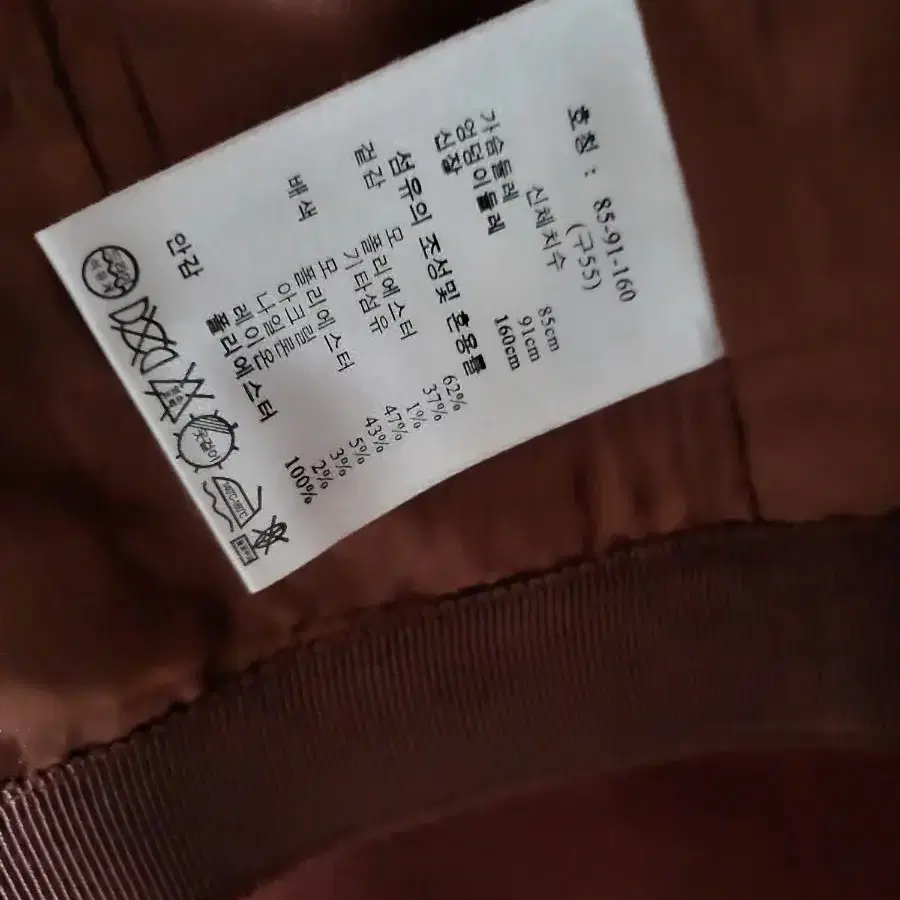 호칭 : 85-91-160
(구55)
신체치수
가슴둘레 85cm
엉덩이둘레 91cm
신장 160cm
섬유의 조성및 혼용률
겉감 모 62%
폴리에스터 37%
기타섬유 1%
배색 모 47%
폴리에스터 43%
아크릴 5%
나일론 3%
레이온 2%
안감 폴리에스터 100%
옷걸이